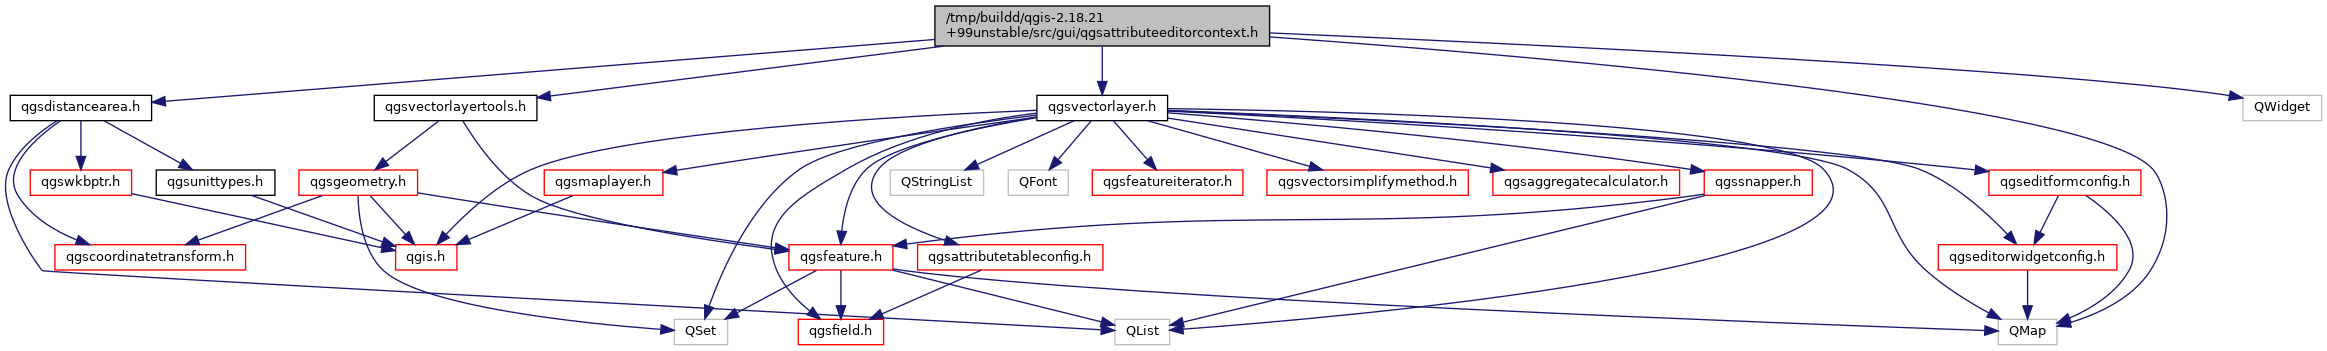 /tmp/buildd/qgis-2.18.21
+99unstable/src/gui/qgsattributeeditorcontext.h
qgsdistancearea.h
qgsvectorlayertools.h
qgsvectorlayer.h
QWidget
qgswkbptr.h
qgsunittypes.h
qgsgeometry.h
qgsmaplayer.h
QStringList
QFont
qgsfeatureiterator.h
qgsvectorsimplifymethod.h
qgsaggregatecalculator.h
qgssnapper.h
qgseditformconfig.h
qgscoordinatetransform.h
qgis.h
qgsfeature.h
qgsattributetableconfig.h
qgseditorwidgetconfig.h
QSet
qgsfield.h
QList
QMap